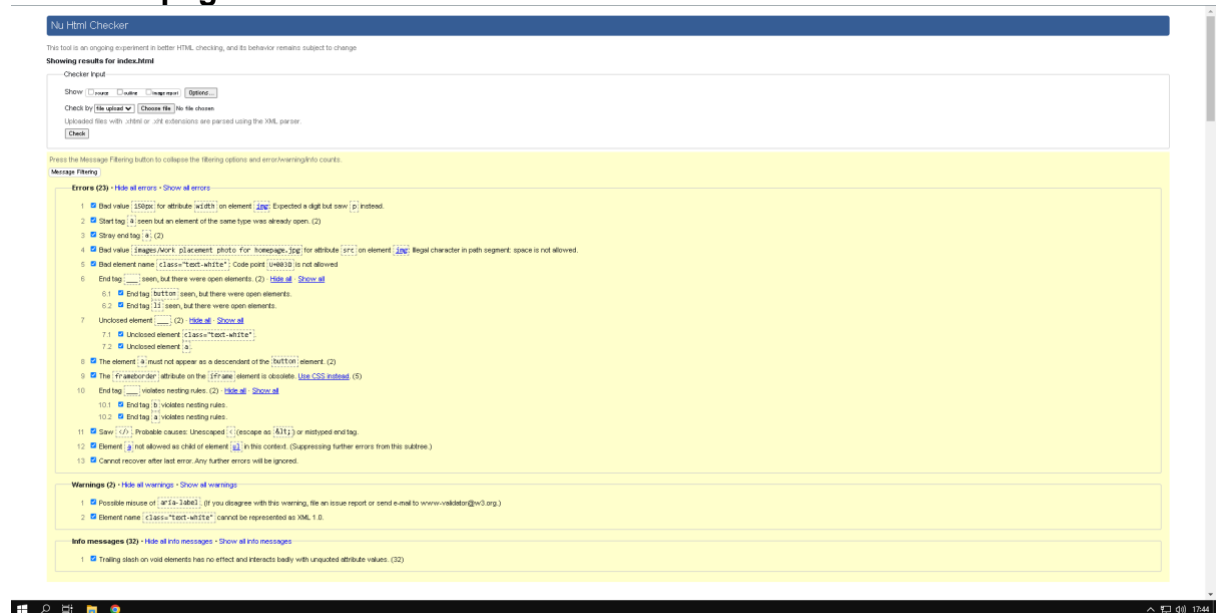 Nu Html Checker
This tool is an ongoing experiment in better HTML checking, and its behavior remains subject to change
Showing results for index.html
Checker Input
Show source outline image report Options...
Check by file upload Choose file No file chosen
Uploaded files with .xhtml or .xht extensions are parsed using the XML parser.
Check
Press the Message Filtering button to collapse the filtering options and error/warning/info counts.
Message Filtering
Errors (23) · Hide all errors · Show all errors
1 Bad value 150px for attribute width on element img: Expected a digit but saw p instead.
2 Start tag a seen but an element of the same type was already open. (2)
3 Stray end tag a. (2)
4 Bad value images/Work placement photo for homepage.jpg for attribute src on element img: Illegal character in path segment: space is not allowed.
5 Bad element name class="text-white": Code point U+003D is not allowed
6 End tag ___ seen, but there were open elements. (2) · Hide all · Show all
6.1 End tag button seen, but there were open elements.
6.2 End tag li seen, but there were open elements.
7 Unclosed element ___. (2) · Hide all · Show all
7.1 Unclosed element class="text-white".
7.2 Unclosed element a.
8 The element a must not appear as a descendant of the button element. (2)
9 The frameborder attribute on the iframe element is obsolete. Use CSS instead. (5)
10 End tag ___ violates nesting rules. (2) · Hide all · Show all
10.1 End tag b violates nesting rules.
10.2 End tag a violates nesting rules.
11 Saw </>. Probable causes: Unescaped < (escape as &lt;) or mistyped end tag.
12 Element a not allowed as child of element ul in this context. (Suppressing further errors from this subtree.)
13 Cannot recover after last error. Any further errors will be ignored.
Warnings (2) · Hide all warnings · Show all warnings
1 Possible misuse of aria-label. (If you disagree with this warning, file an issue report or send e-mail to www-validator@w3.org.)
2 Element name class="text-white" cannot be represented as XML 1.0.
Info messages (32) · Hide all info messages · Show all info messages
1 Trailing slash on void elements has no effect and interacts badly with unquoted attribute values. (32)
17:44